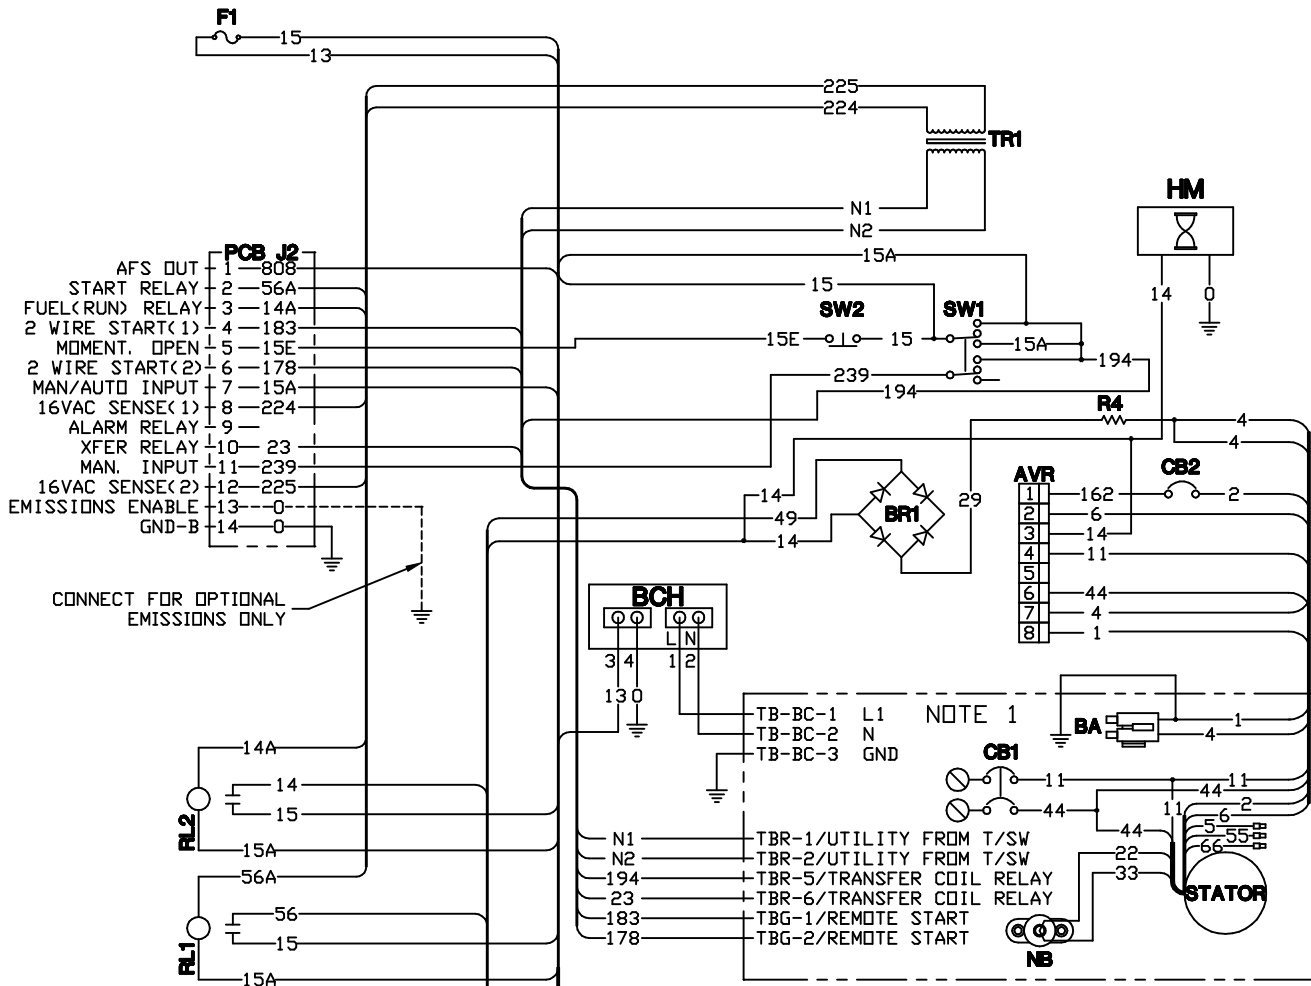 F1
15
13
225
224
TR1
HM
N1
N2
PCB J2
15A
AFS OUT 1 808
START RELAY 2 56A
15
14 0
FUEL(RUN) RELAY 3 14A
SW2
SW1
2 WIRE START(1) 4 183
15E 15
15A
MOMENT. OPEN 5 15E
194
2 WIRE START(2) 6 178
239
MAN/AUTO INPUT 7 15A
194
16VAC SENSE(1) 8 224
R4
ALARM RELAY 9
4
XFER RELAY 10 23
4
MAN. INPUT 11 239
AVR
CB2
16VAC SENSE(2) 12 225
14
29
1 162 2
EMISSIONS ENABLE 13 0
49
BR1
2 6
GND-B 14 0
14
3 14
4 11
5
CONNECT FOR OPTIONAL
EMISSIONS ONLY
BCH
6 44
7 4
L N
8 1
3 4 1 2
13 0
TB-BC-1 L1
NOTE 1
BA
1
TB-BC-2 N
4
TB-BC-3 GND
14A
CB1
11
11
14
44
RL2
15
44
11
2
6
N1
TBR-1/UTILITY FROM T/SW
44
5
55
15A
N2
TBR-2/UTILITY FROM T/SW
22
66
56A
194
TBR-5/TRANSFER COIL RELAY
33
23
TBR-6/TRANSFER COIL RELAY
STATOR
56
183
TBG-1/REMOTE START
RL1
15
178
TBG-2/REMOTE START
NB
15A